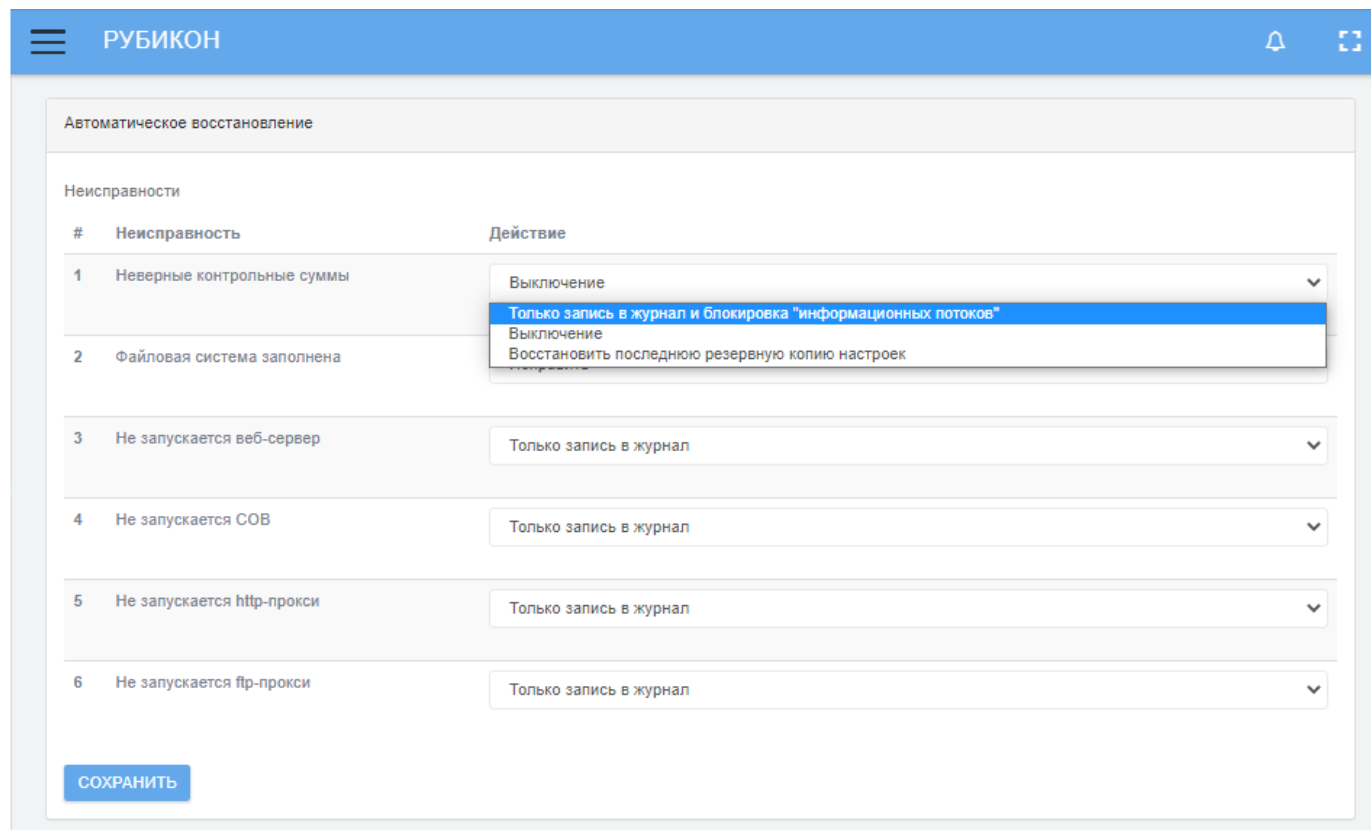 РУБИКОН
Автоматическое восстановление
Неисправности
# Неисправность Действие
1 Неверные контрольные суммы Выключение
Только запись в журнал и блокировка "информационных потоков"
Выключение
Восстановить последнюю резервную копию настроек
2 Файловая система заполнена
3 Не запускается веб-сервер Только запись в журнал
4 Не запускается СОВ Только запись в журнал
5 Не запускается http-прокси Только запись в журнал
6 Не запускается ftp-прокси Только запись в журнал
СОХРАНИТЬ